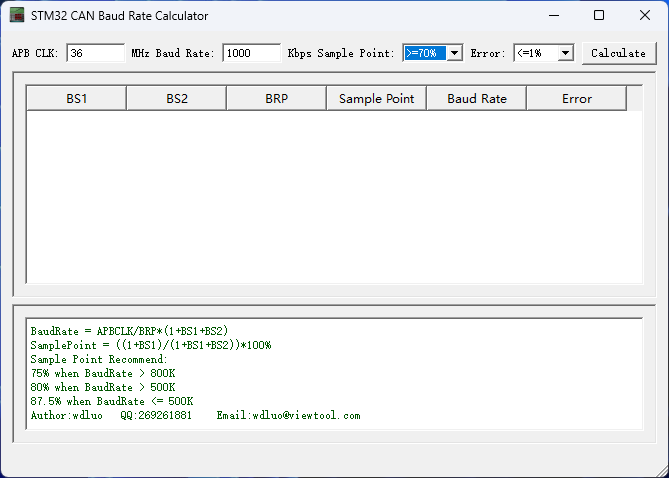 STM32 CAN Baud Rate Calculator
APB CLK: 36 MHz Baud Rate: 1000 Kbps Sample Point: >=70% Error: <=1% Calculate
BS1 BS2 BRP Sample Point Baud Rate Error
BaudRate = APBCLK/BRP*(1+BS1+BS2)
SamplePoint = ((1+BS1)/(1+BS1+BS2))*100%
Sample Point Recommend:
75% when BaudRate > 800K
80% when BaudRate > 500K
87.5% when BaudRate <= 500K
Author:wdluo QQ:269261881 Email:wdluo@viewtool.com